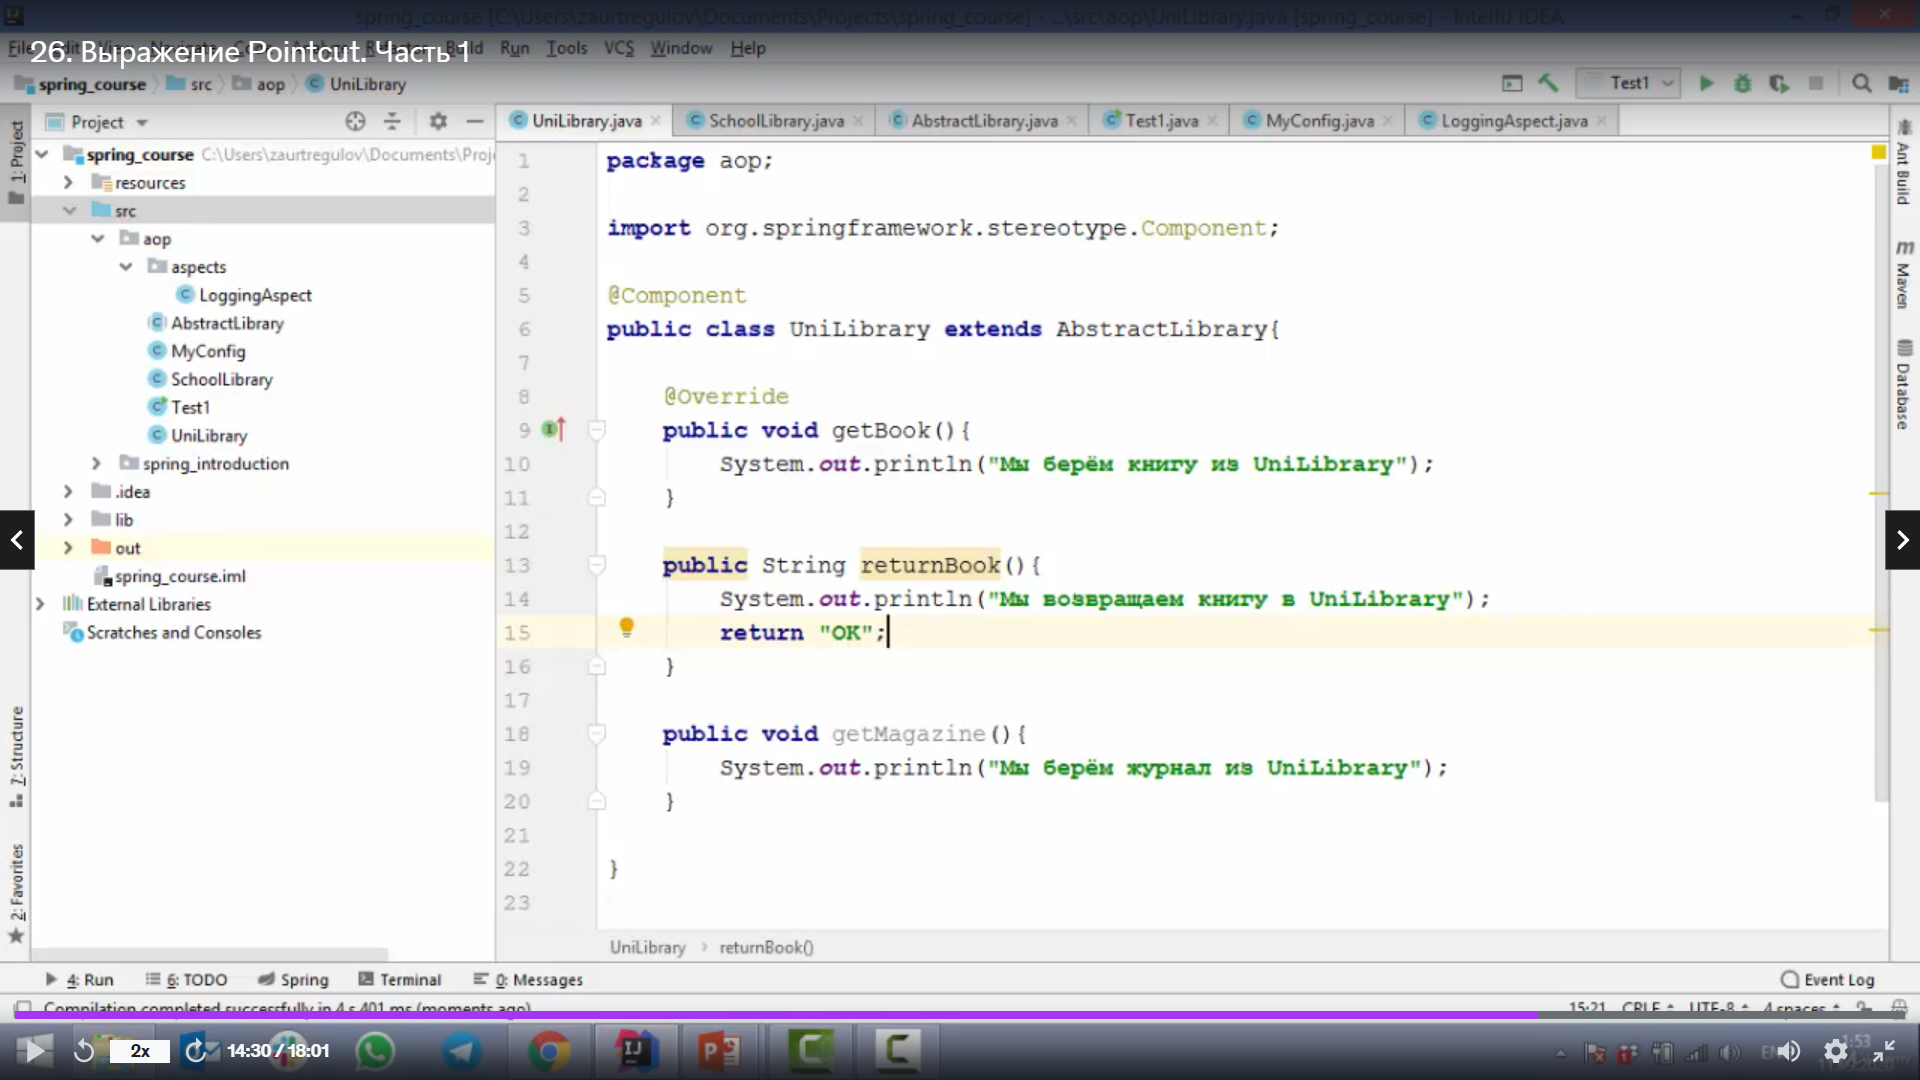 spring_course [C:\Users\zaurtregulov\Documents\Projects\spring_course] - ...\src\aop\UniLibrary.java [spring_course] - IntelliJ IDEA
26. Выражение Pointcut. Часть 1
Run Tools VCS Window Help
spring_course src aop UniLibrary Test1
Project
UniLibrary.java SchoolLibrary.java AbstractLibrary.java Test1.java MyConfig.java LoggingAspect.java
spring_course C:\Users\zaurtregulov\Documents\Proj
resources
src
aop
aspects
LoggingAspect
AbstractLibrary
MyConfig
SchoolLibrary
Test1
UniLibrary
spring_introduction
.idea
lib
out
spring_course.iml
External Libraries
Scratches and Consoles
1: Project
7: Structure
2: Favorites
1 package aop;
2
3 import org.springframework.stereotype.Component;
4
5 @Component
6 public class UniLibrary extends AbstractLibrary{
7
8 @Override
9 public void getBook(){
10 System.out.println("Мы берём книгу из UniLibrary");
11 }
12
13 public String returnBook(){
14 System.out.println("Мы возвращаем книгу в UniLibrary");
15 return "OK";
16 }
17
18 public void getMagazine(){
19 System.out.println("Мы берём журнал из UniLibrary");
20 }
21
22 }
23
UniLibrary returnBook()
Ant Build
Maven
Database
4: Run 6: TODO Spring Terminal 0: Messages Event Log
Compilation completed successfully in 4 s 401 ms (moments ago) 15:21 CRLF UTF-8 4 spaces
2x 14:30 / 18:01